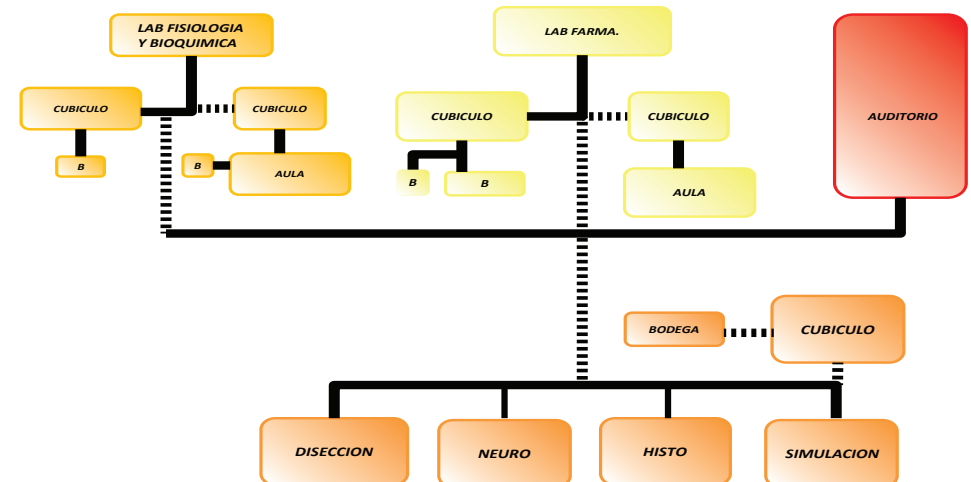 LAB FISIOLOGIA
Y BIOQUIMICA
LAB FARMA.
AUDITORIO
CUBICULO
CUBICULO
CUBICULO
CUBICULO
B
B
AULA
B
B
AULA
BODEGA
CUBICULO
DISECCION
NEURO
HISTO
SIMULACION